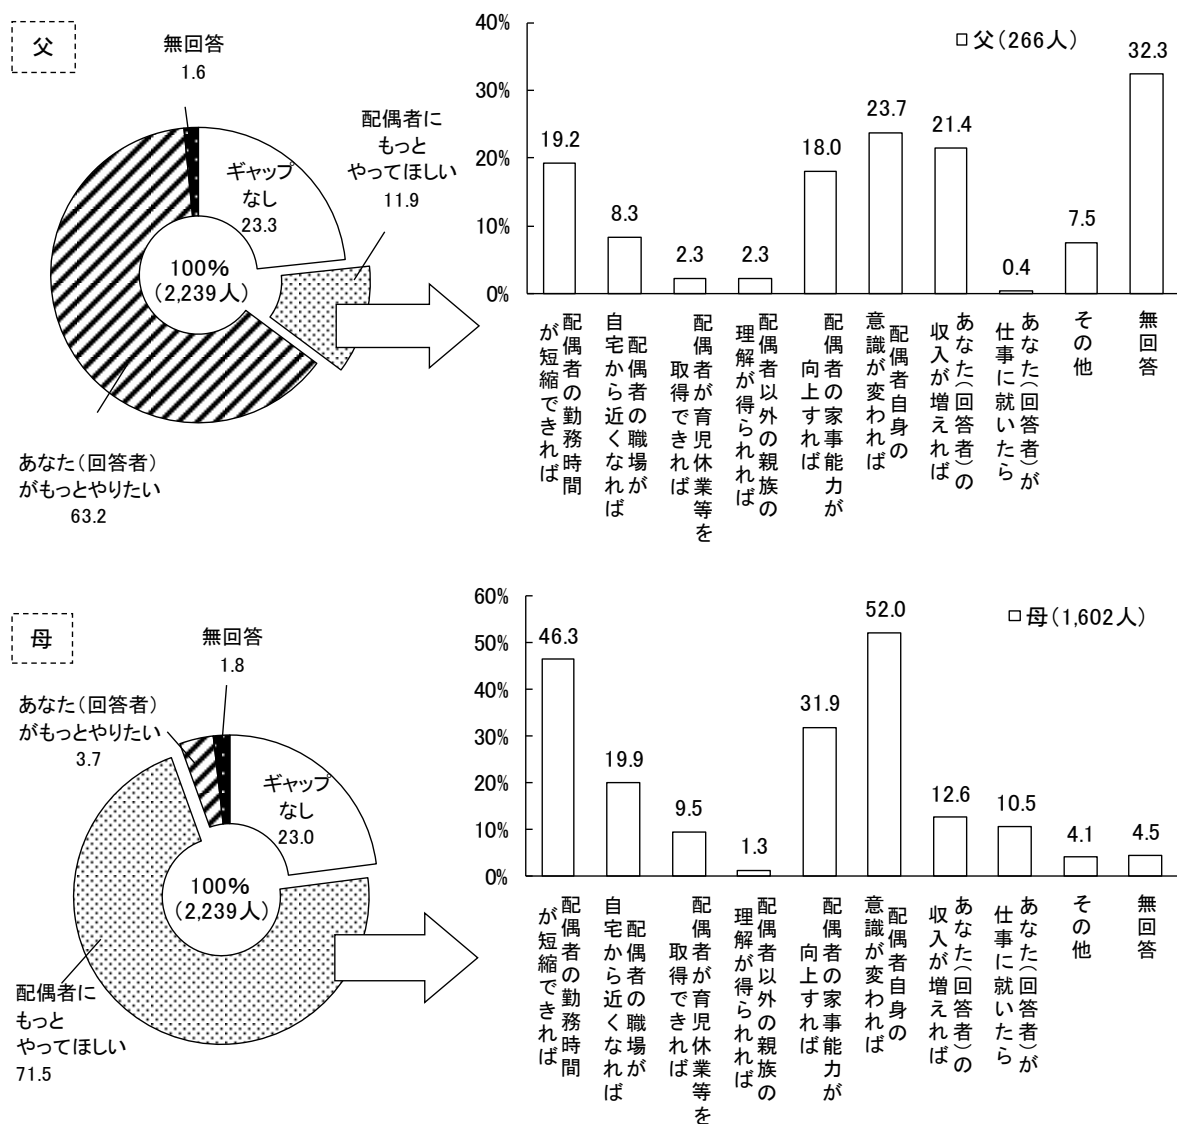 父
無回答
1.6
配偶者に
もっと
やってほしい
11.9
ギャップ
なし
23.3
100%
(2,239人)
あなた(回答者)
がもっとやりたい
63.2
40%
30%
20%
10%
0%
□父(266人)
19.2
8.3
2.3
2.3
18.0
23.7
21.4
0.4
7.5
32.3
配偶者の勤務時間
が短縮できれば
配偶者の職場が
自宅から近くなれば
配偶者が育児休業等を
取得できれば
配偶者以外の親族の
理解が得られれば
配偶者の家事能力が
向上すれば
配偶者自身の
意識が変われば
あなた(回答者)の
収入が増えれば
あなた(回答者)が
仕事に就いたら
その他
無回答
母
無回答
1.8
あなた(回答者)
がもっとやりたい
3.7
ギャップ
なし
23.0
100%
(2,239人)
配偶者に
もっと
やってほしい
71.5
60%
50%
40%
30%
20%
10%
0%
□母(1,602人)
46.3
19.9
9.5
1.3
31.9
52.0
12.6
10.5
4.1
4.5
配偶者の勤務時間
が短縮できれば
配偶者の職場が
自宅から近くなれば
配偶者が育児休業等を
取得できれば
配偶者以外の親族の
理解が得られれば
配偶者の家事能力が
向上すれば
配偶者自身の
意識が変われば
あなた(回答者)の
収入が増えれば
あなた(回答者)が
仕事に就いたら
その他
無回答